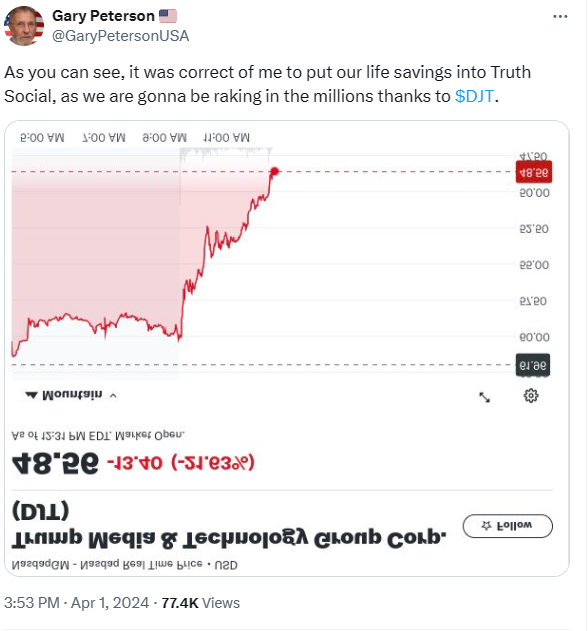 Gary Peterson 🇺🇸
@GaryPetersonUSA
As you can see, it was correct of me to put our life savings into Truth
Social, as we are gonna be raking in the millions thanks to $DJT.
5:00 AM 7:00 AM 9:00 AM 11:00 AM
47.50
48.56
50.00
52.50
55.00
57.50
60.00
61.96
Mountain
As of 12:31 PM EDT. Market Open.
48.56 -13.40 (-21.63%)
(DJT)
Trump Media & Technology Group Corp.
Follow
NasdaqGM - Nasdaq Real Time Price • USD
3:53 PM · Apr 1, 2024 · 77.4K Views